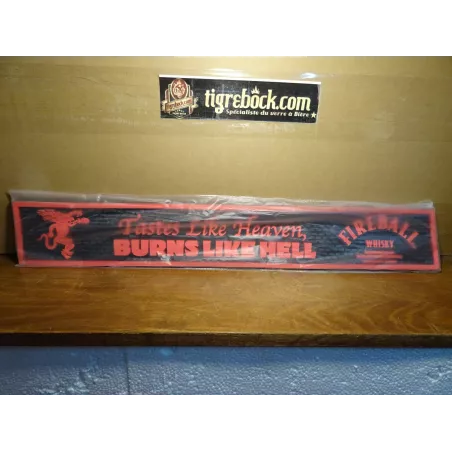 tigrebock.com
Spécialiste du verre à Bière
Tastes Like Heaven,
BURNS LIKE HELL
FIREBALL
WHISKY